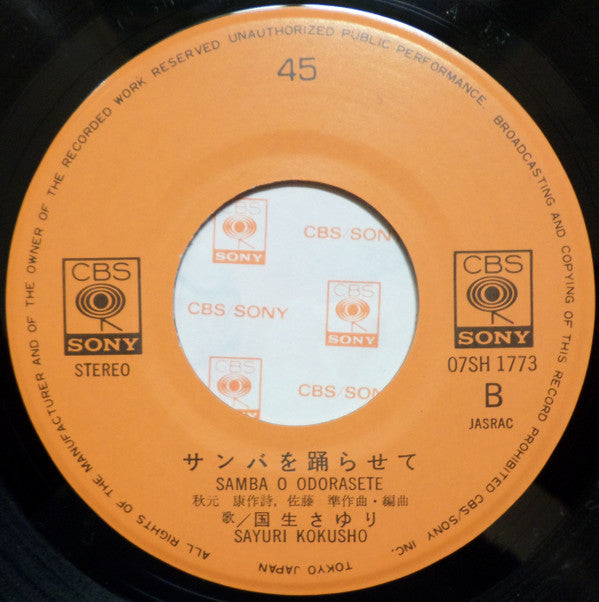 ALL RIGHTS OF THE MANUFACTURER AND OF THE OWNER OF THE RECORDED WORK RESERVED UNAUTHORIZED PUBLIC PERFORMANCE. BROADCASTING AND COPYING OF THIS RECORD PROHIBITED CBS/SONY INC. TOKYO JAPAN
45
CBS
SONY
STEREO
CBS
SONY
07SH 1773
B
JASRAC
CBS
SONY
CBS/SON
CBS/SONY
CBS
SONY
CBS
SONY
CBS/SON
サンバを踊らせて
SAMBA O ODORASETE
秋元 康作詩, 佐藤 準作曲・編曲
歌/国生さゆり
SAYURI KOKUSHO